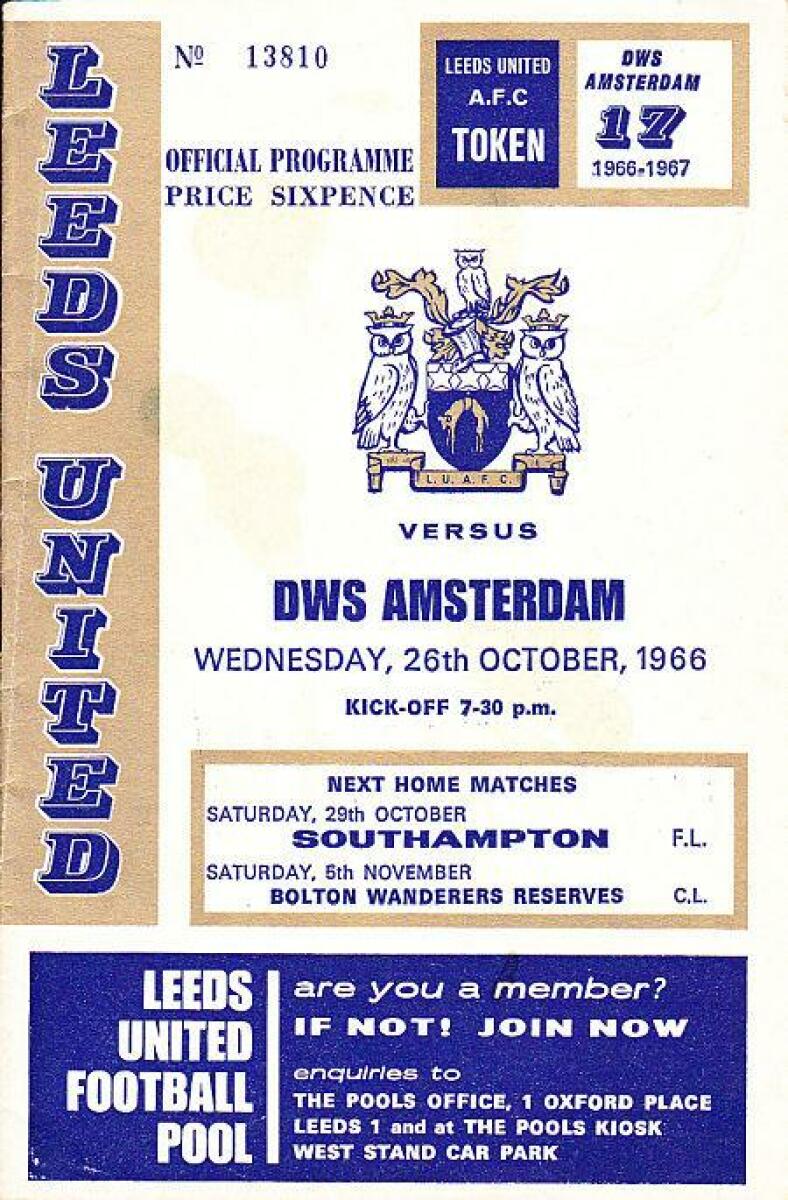 LEEDS UNITED
Nº 13810
OFFICIAL PROGRAMME
PRICE SIXPENCE
LEEDS UNITED
A.F.C
TOKEN
DWS
AMSTERDAM
17
1966-1967
L. U. A. F. C.
VERSUS
DWS AMSTERDAM
WEDNESDAY, 26th OCTOBER, 1966
KICK-OFF 7-30 p.m.
NEXT HOME MATCHES
SATURDAY, 29th OCTOBER
SOUTHAMPTON F.L.
SATURDAY, 5th NOVEMBER
BOLTON WANDERERS RESERVES C.L.
LEEDS
UNITED
FOOTBALL
POOL
are you a member?
IF NOT! JOIN NOW
enquiries to
THE POOLS OFFICE, 1 OXFORD PLACE
LEEDS 1 and at THE POOLS KIOSK
WEST STAND CAR PARK